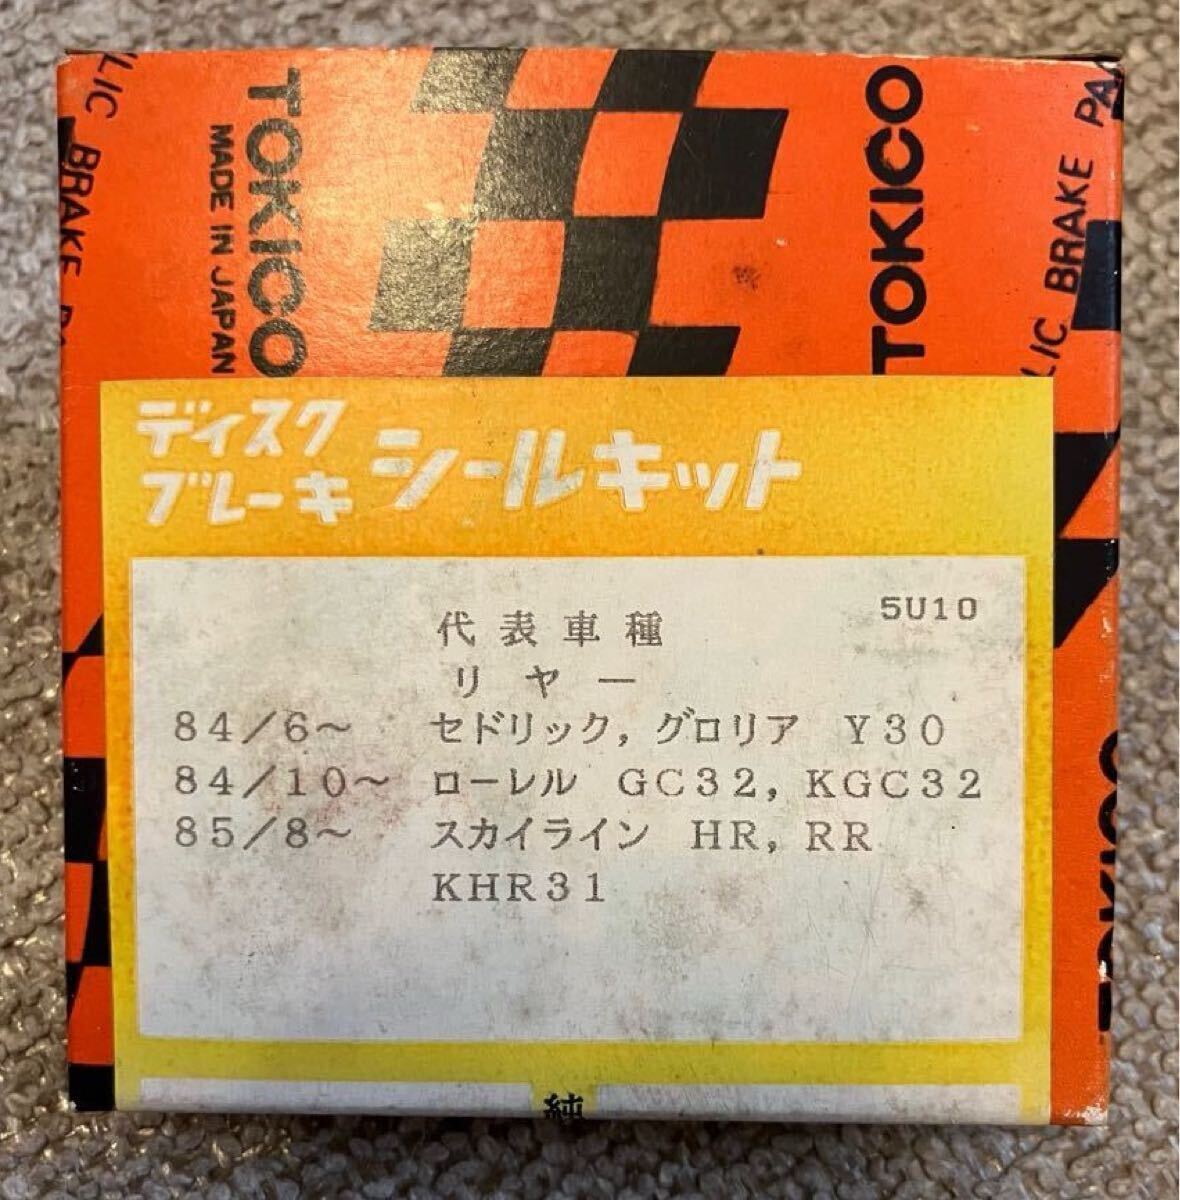 TOKICO
MADE IN JAPAN
TOKICO
LIC BRAKE PA
LIC BRAKE
ディスク
ブレーキ シールキット
5U10
代表車種
リヤー
84/6～ セドリック, グロリア Y30
84/10～ ローレル GC32, KGC32
85/8～ スカイライン HR, RR
KHR31
TOKICO
純